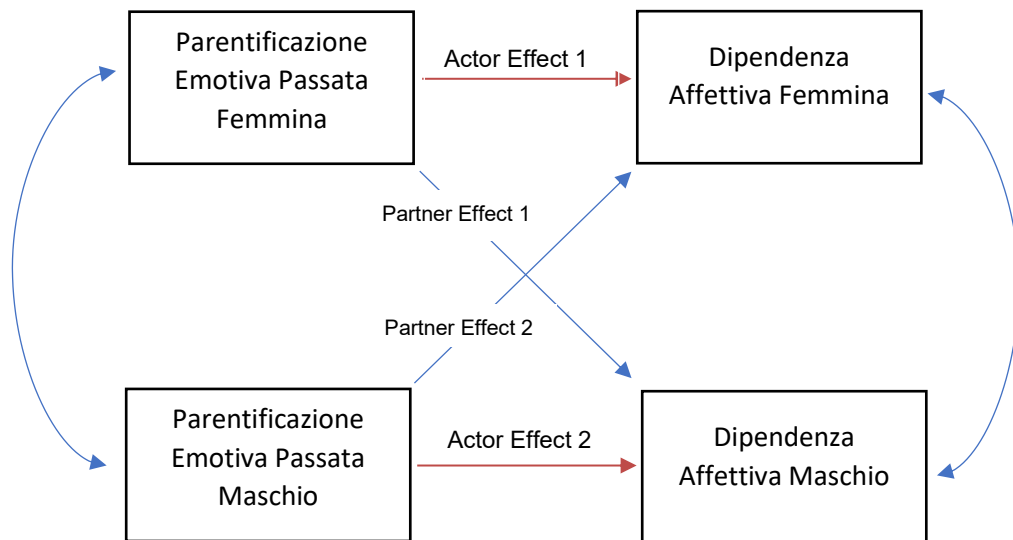 Parentificazione
Emotiva Passata
Femmina
Actor Effect 1
Dipendenza
Affettiva Femmina
Partner Effect 1
Partner Effect 2
Parentificazione
Emotiva Passata
Maschio
Actor Effect 2
Dipendenza
Affettiva Maschio